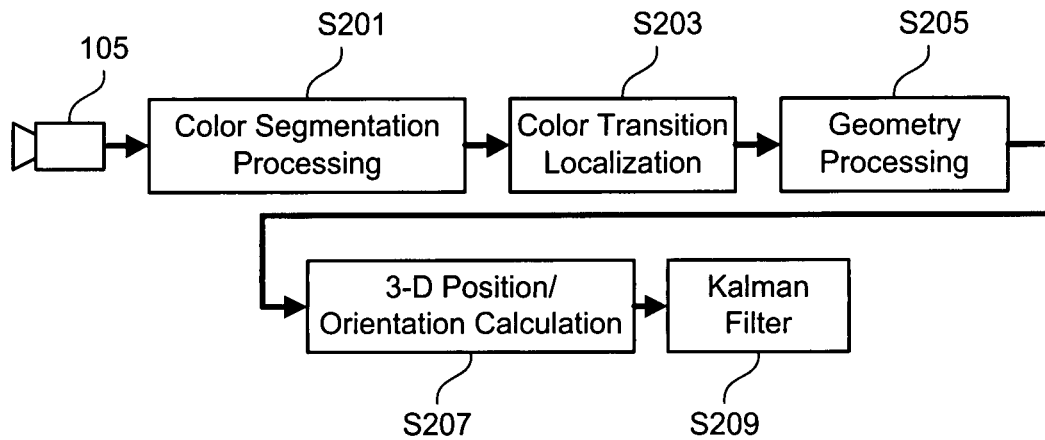 105
S201
S203
S205
Color Segmentation
Processing
Color Transition
Localization
Geometry
Processing
3-D Position/
Orientation Calculation
Kalman
Filter
S207
S209